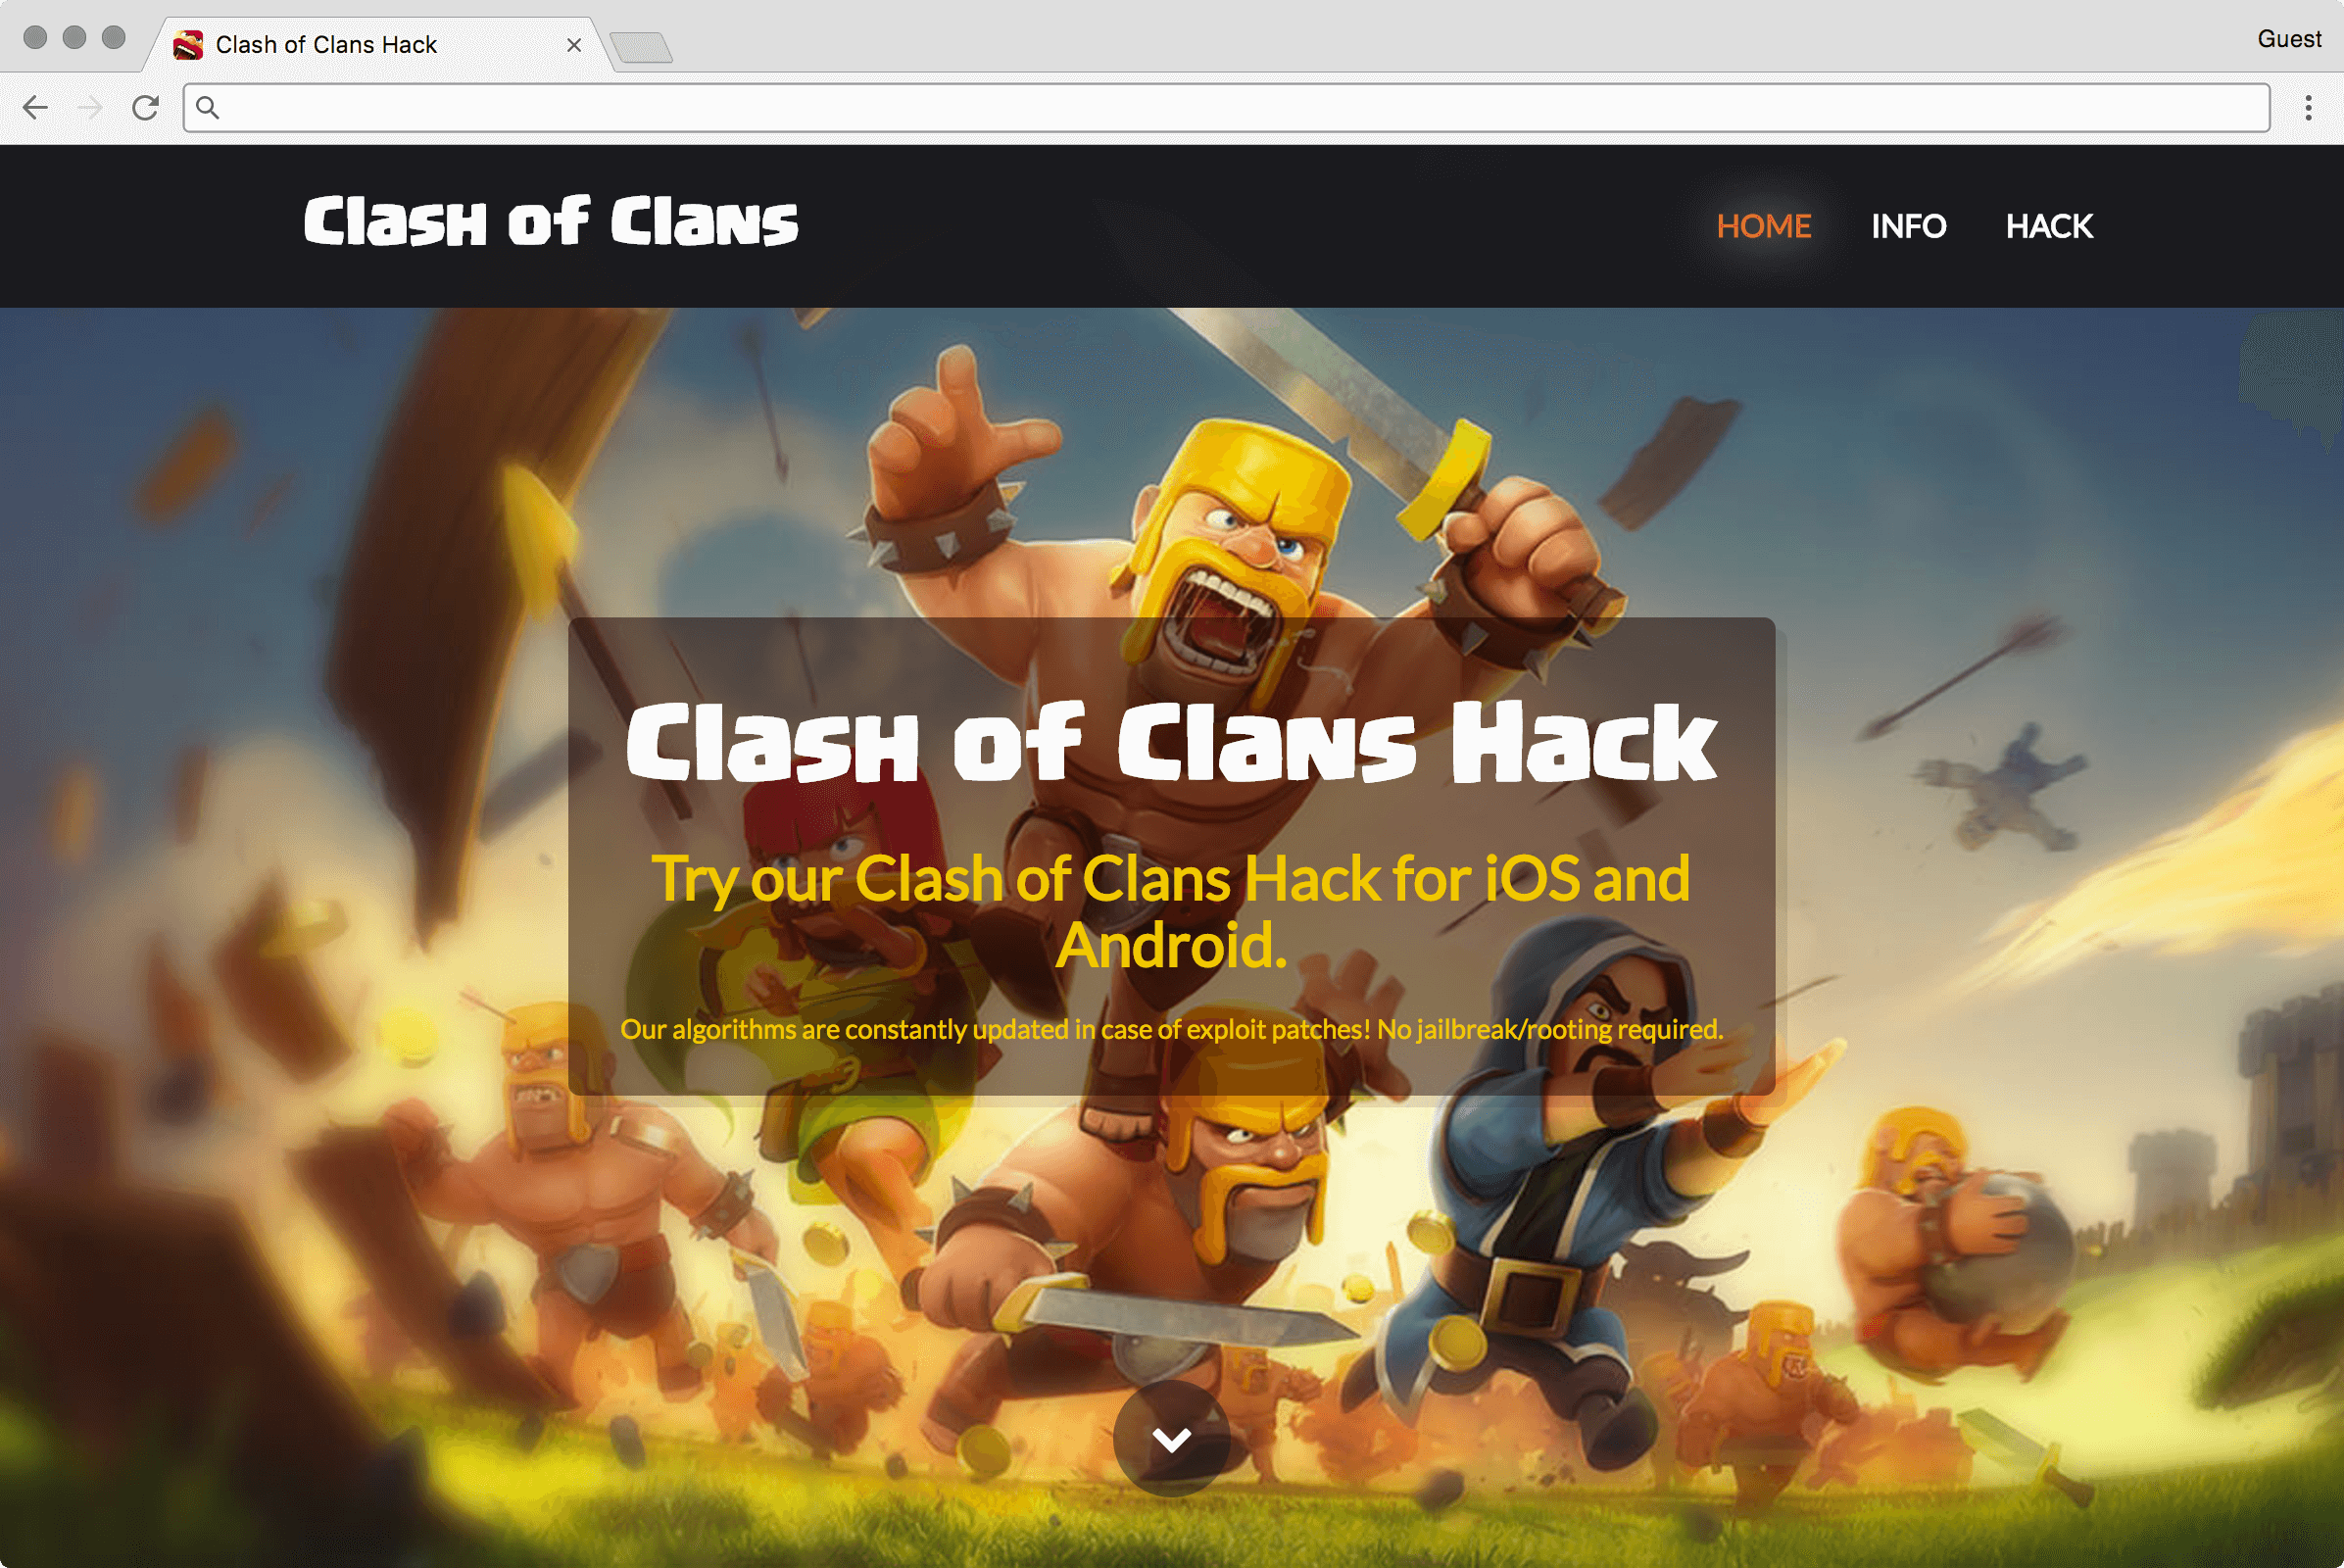 Clash of Clans Hack
Guest
Clash of Clans
HOME INFO HACK
Clash of Clans Hack
Try our Clash of Clans Hack for iOS and
Android.
Our algorithms are constantly updated in case of exploit patches! No jailbreak/rooting required.